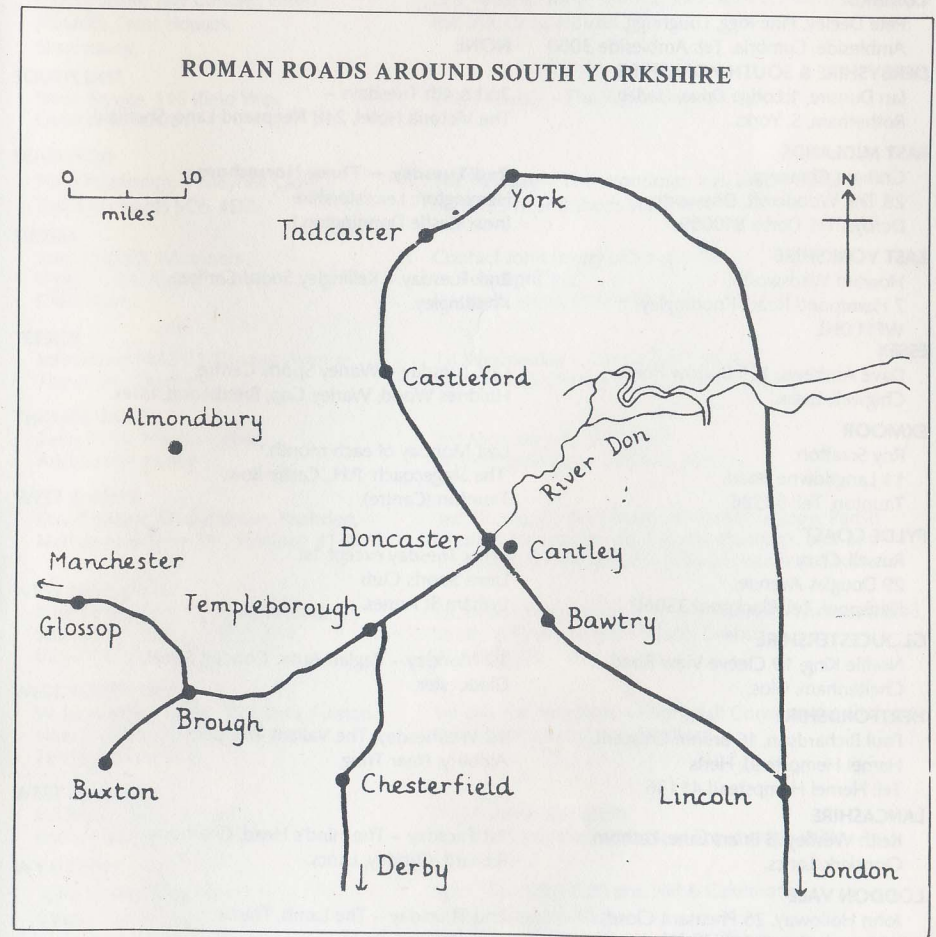 ROMAN ROADS AROUND SOUTH YORKSHIRE
0 10
miles
N
York
Tadcaster
Castleford
Almondbury
River Don
Doncaster
Cantley
Manchester
Glossop
Templeborough
Bawtry
Brough
Buxton
Chesterfield
Lincoln
Derby
London